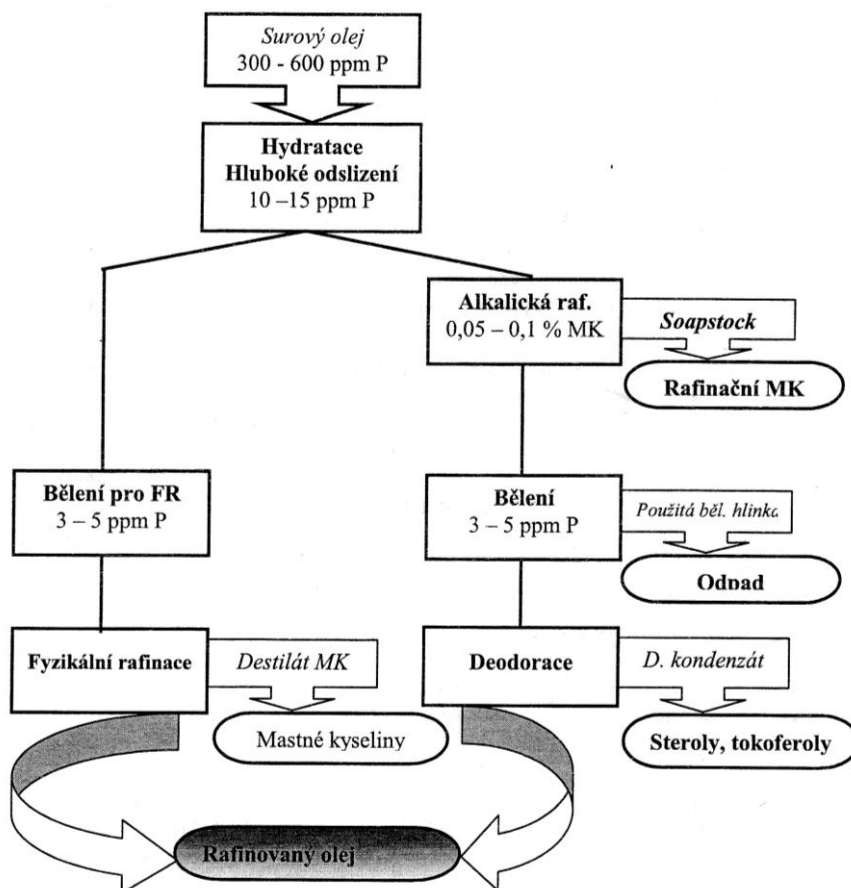 Surový olej
300 - 600 ppm P
Hydratace
Hluboké odslizení
10 –15 ppm P
Alkalická raf.
0,05 – 0,1 % MK
Soapstock
Rafinační MK
Bělení pro FR
3 – 5 ppm P
Bělení
3 – 5 ppm P
Použitá běl. hlinka
Odpad
Fyzikální rafinace
Destilát MK
Mastné kyseliny
Deodorace
D. kondenzát
Steroly, tokoferoly
Rafinovaný olej